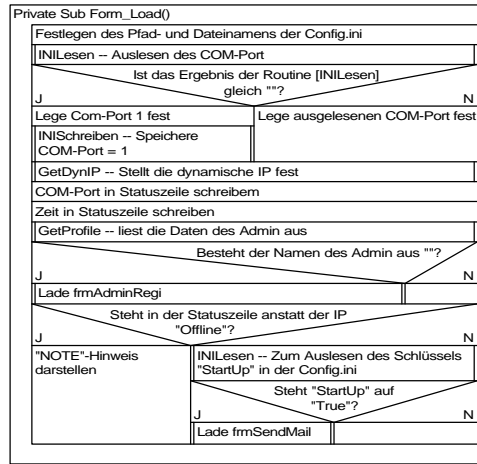 Private Sub Form_Load()
Festlegen des Pfad- und Dateinamens der Config.ini
INILesen -- Auslesen des COM-Port
Ist das Ergebnis der Routine [INILesen]
gleich ""?
J
N
Lege Com-Port 1 fest
Lege ausgelesenen COM-Port fest
INISchreiben -- Speichere
COM-Port = 1
GetDynIP -- Stellt die dynamische IP fest
COM-Port in Statuszeile schreibem
Zeit in Statuszeile schreiben
GetProfile -- liest die Daten des Admin aus
Besteht der Namen des Admin aus ""?
J
N
Lade frmAdminRegi
Steht in der Statuszeile anstatt der IP
"Offline"?
J
N
"NOTE"-Hinweis
darstellen
INILesen -- Zum Auslesen des Schlüssels
"StartUp" in der Config.ini
Steht "StartUp" auf
"True"?
J
N
Lade frmSendMail